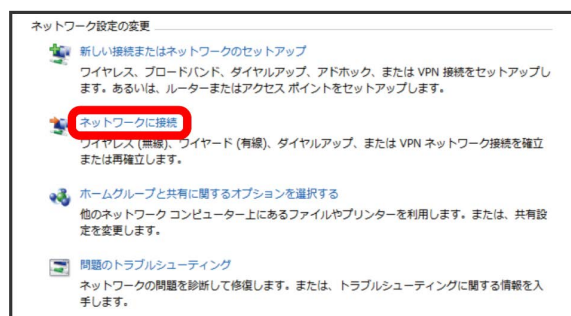 ネットワーク設定の変更
新しい接続またはネットワークのセットアップ
ワイヤレス、ブロードバンド、ダイヤルアップ、アドホック、または VPN 接続をセットアップし
ます。あるいは、ルーターまたはアクセス ポイントをセットアップします。
ネットワークに接続
ワイヤレス (無線)、ワイヤード (有線)、ダイヤルアップ、または VPN ネットワーク接続を確立
または再確立します。
ホームグループと共有に関するオプションを選択する
他のネットワーク コンピューター上にあるファイルやプリンターを利用します。または、共有設
定を変更します。
問題のトラブルシューティング
ネットワークの問題を診断して修復します。または、トラブルシューティングに関する情報を入
手します。